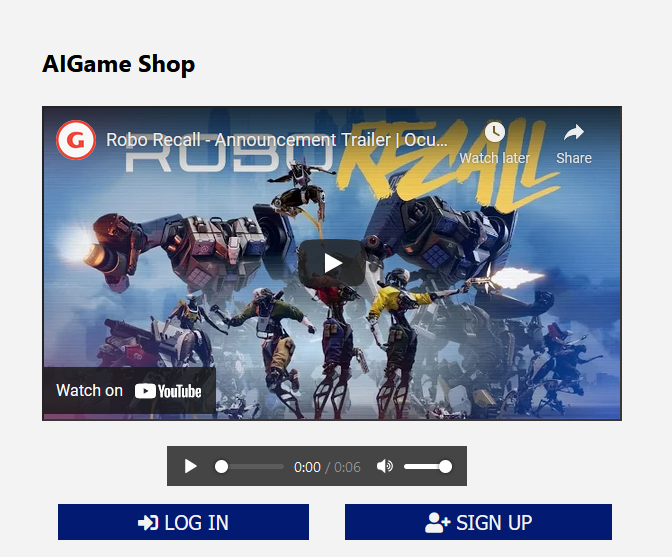 AIGame Shop
G
Robo Recall - Announcement Trailer | Ocu...
Watch later
Share
ROBO RECALL
Watch on YouTube
0:00 / 0:06
LOG IN
SIGN UP